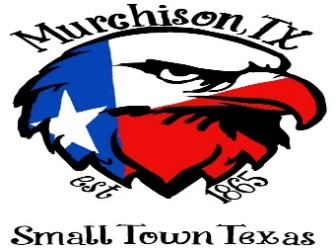 Murchison, TX
est 1865
Small Town Texas